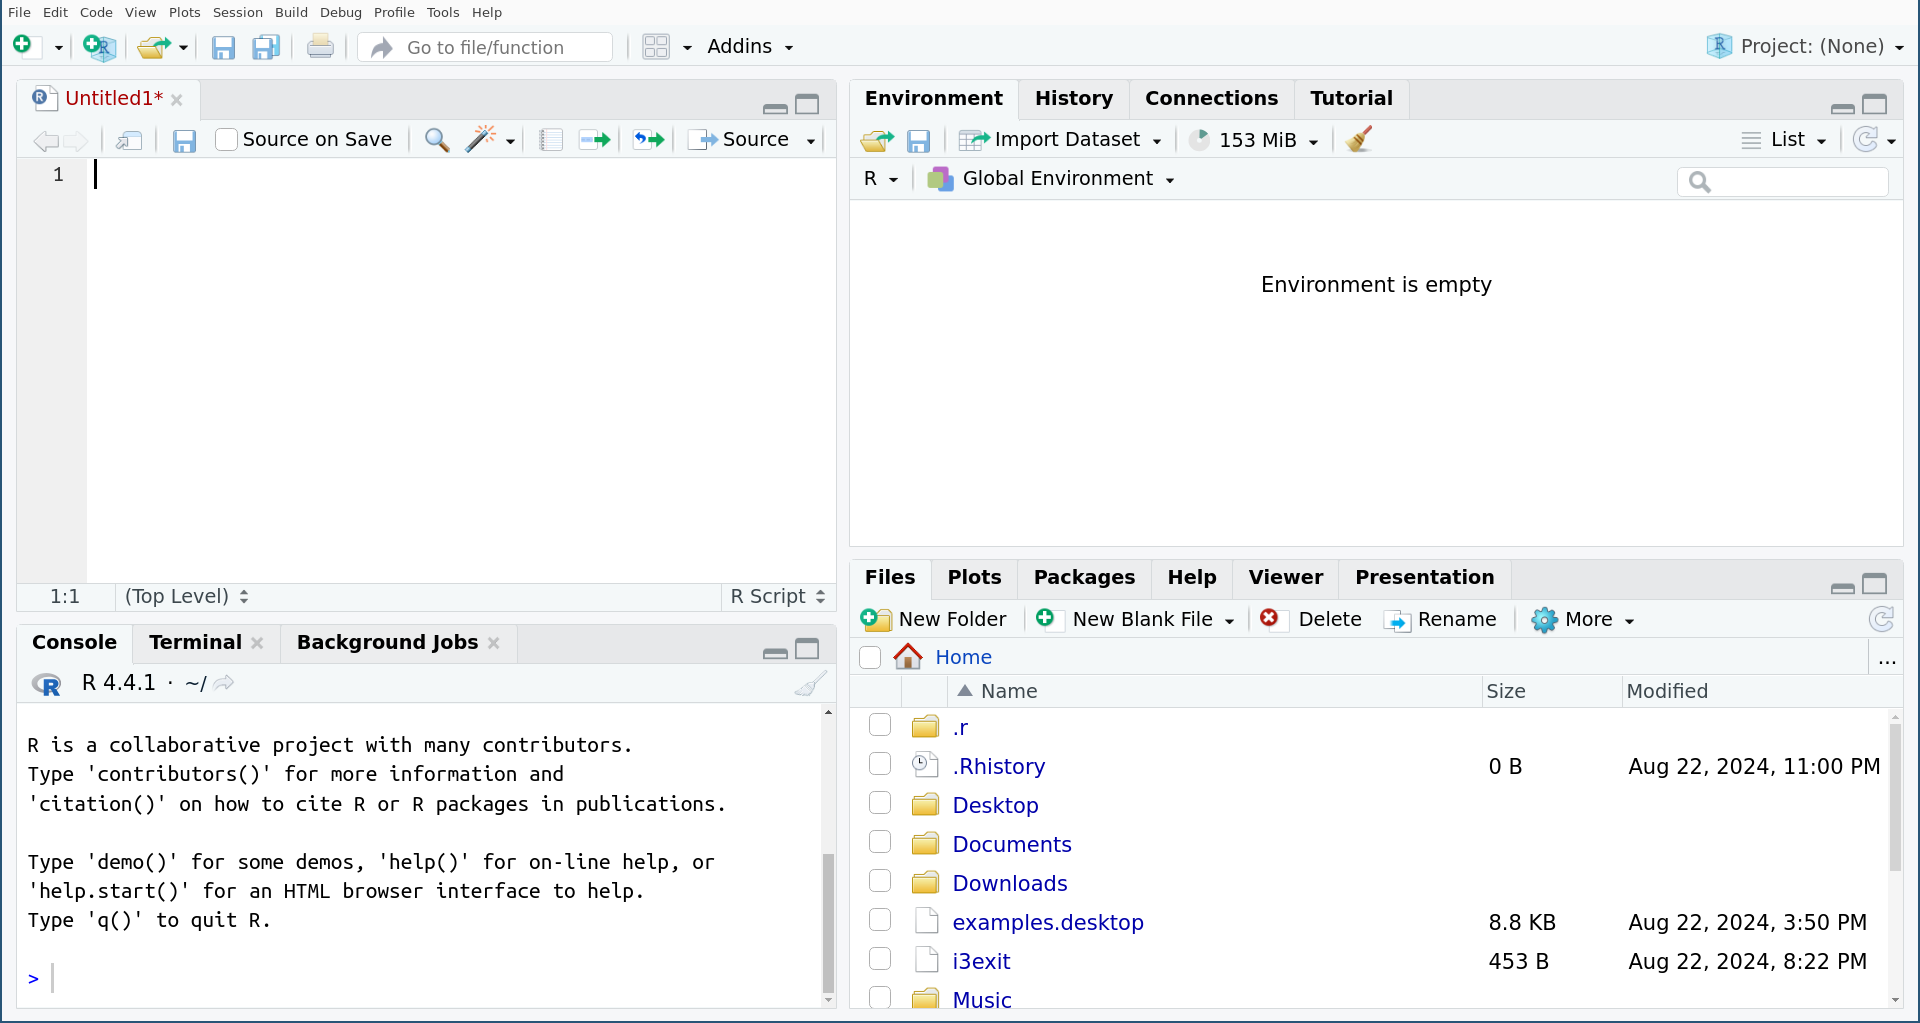 File Edit Code View Plots Session Build Debug Profile Tools Help
Go to file/function Addins Project: (None)
Untitled1*
Source on Save Source
1
1:1 (Top Level) R Script
Console Terminal Background Jobs
R 4.4.1 · ~/
R is a collaborative project with many contributors.
Type 'contributors()' for more information and
'citation()' on how to cite R or R packages in publications.
Type 'demo()' for some demos, 'help()' for on-line help, or
'help.start()' for an HTML browser interface to help.
Type 'q()' to quit R.
>
Environment History Connections Tutorial
Import Dataset 153 MiB List
R Global Environment
Environment is empty
Files Plots Packages Help Viewer Presentation
New Folder New Blank File Delete Rename More
Home ...
Name Size Modified
.r
.Rhistory 0 B Aug 22, 2024, 11:00 PM
Desktop
Documents
Downloads
examples.desktop 8.8 KB Aug 22, 2024, 3:50 PM
i3exit 453 B Aug 22, 2024, 8:22 PM
Music